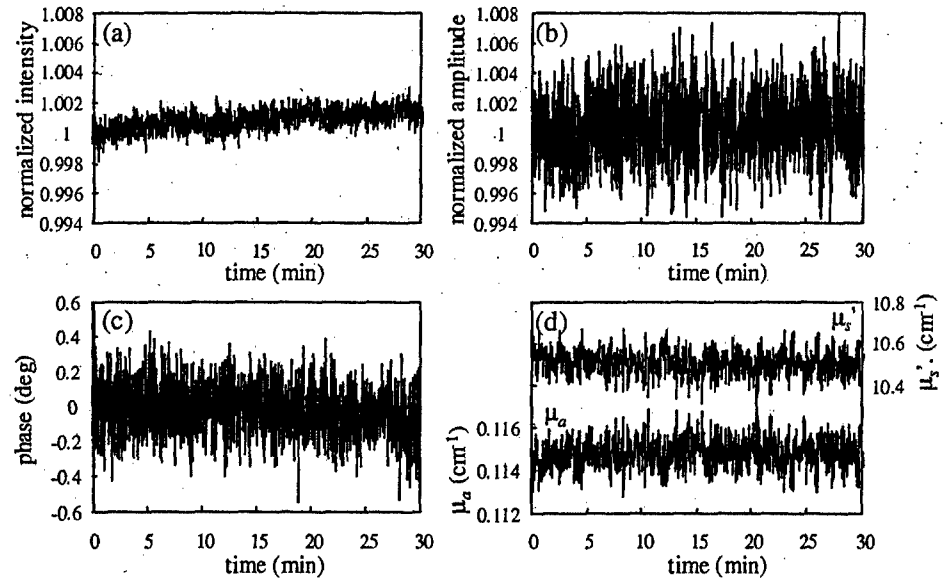 (a)
normalized intensity
1.008
1.006
1.004
1.002
1
0.998
0.996
0.994
0 5 10 15 20 25 30
time (min)
(b)
normalized amplitude
1.008
1.006
1.004
1.002
1
0.998
0.996
0.994
0 5 10 15 20 25 30
time (min)
(c)
phase (deg)
0.6
0.4
0.2
0
-0.2
-0.4
-0.6
0 5 10 15 20 25 30
time (min)
(d)
μs'
10.8
10.6
10.4
μs' (cm⁻¹)
μa
0.116
0.114
0.112
μa (cm⁻¹)
0 5 10 15 20 25 30
time (min)